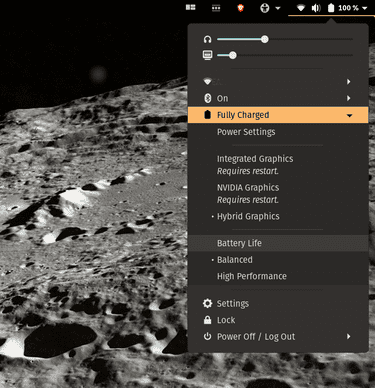 100 %
On
Fully Charged
Power Settings
Integrated Graphics
Requires restart.
NVIDIA Graphics
Requires restart.
Hybrid Graphics
Battery Life
Balanced
High Performance
Settings
Lock
Power Off / Log Out